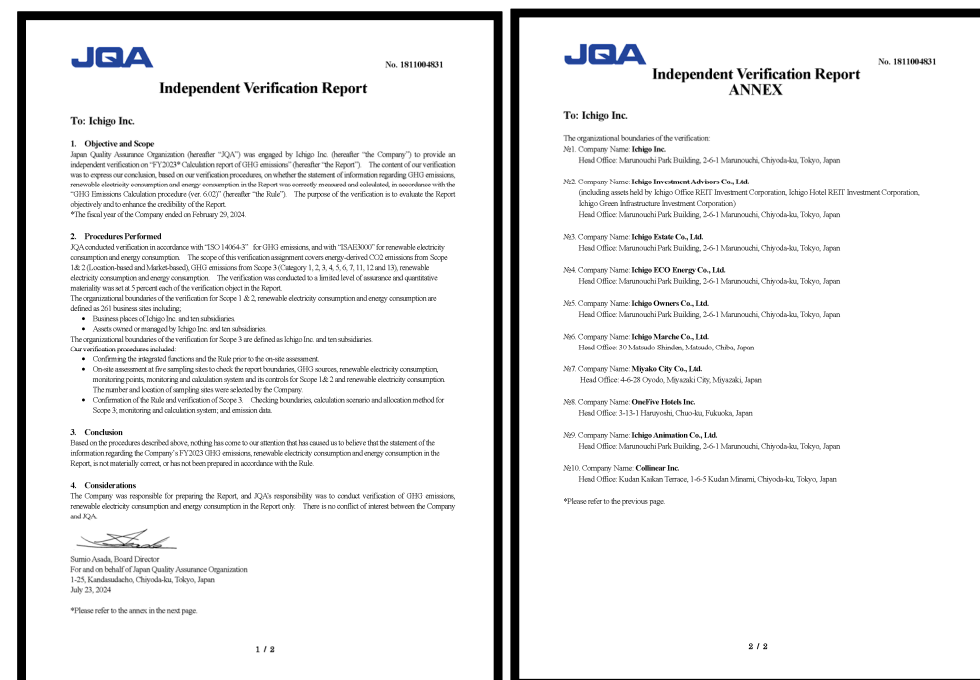 JQA
No. 1811004831
Independent Verification Report
To: Ichigo Inc.
1. Objective and Scope
Japan Quality Assurance Organization (hereafter “JQA”) was engaged by Ichigo Inc. (hereafter “the Company”) to provide an
independent verification on “FY2023* Calculation report of GHG emissions” (hereafter “the Report”). The content of our verification
was to express our conclusion, based on our verification procedures, on whether the statement of information regarding GHG emissions,
renewable electricity consumption and energy consumption in the Report was correctly measured and calculated, in accordance with the
“GHG Emissions Calculation procedure (ver. 6.02)” (hereafter “the Rule”). The purpose of the verification is to evaluate the Report
objectively and to enhance the credibility of the Report.
*The fiscal year of the Company ended on February 29, 2024.
2. Procedures Performed
JQA conducted verification in accordance with “ISO 14064-3” for GHG emissions, and with “ISAE3000” for renewable electricity
consumption and energy consumption. The scope of this verification assignment covers energy-derived CO2 emissions from Scope
1& 2 (Location-based and Market-based), GHG emissions from Scope 3 (Category 1, 2, 3, 4, 5, 6, 7, 11, 12 and 13), renewable
electricity consumption and energy consumption. The verification was conducted to a limited level of assurance and quantitative
materiality was set at 5 percent each of the verification object in the Report.
The organizational boundaries of the verification for Scope 1 & 2, renewable electricity consumption and energy consumption are
defined as 261 business sites including;
• Business places of Ichigo Inc. and ten subsidiaries.
• Assets owned or managed by Ichigo Inc. and ten subsidiaries.
The organizational boundaries of the verification for Scope 3 are defined as Ichigo Inc. and ten subsidiaries.
Our verification procedures included:
• Confirming the integrated functions and the Rule prior to the on-site assessment.
• On-site assessment at five sampling sites to check the report boundaries, GHG sources, renewable electricity consumption,
monitoring points, monitoring and calculation system and its controls for Scope 1& 2 and renewable electricity consumption.
The number and location of sampling sites were selected by the Company.
• Confirmation of the Rule and verification of Scope 3. Checking boundaries, calculation scenario and allocation method for
Scope 3; monitoring and calculation system; and emission data.
3. Conclusion
Based on the procedures described above, nothing has come to our attention that has caused us to believe that the statement of the
information regarding the Company’s FY2023 GHG emissions, renewable electricity consumption and energy consumption in the
Report, is not materially correct, or has not been prepared in accordance with the Rule.
4. Considerations
The Company was responsible for preparing the Report, and JQA’s responsibility was to conduct verification of GHG emissions,
renewable electricity consumption and energy consumption in the Report only. There is no conflict of interest between the Company
and JQA.
Sumio Asada, Board Director
For and on behalf of Japan Quality Assurance Organization
1-25, Kandasudacho, Chiyoda-ku, Tokyo, Japan
July 23, 2024
*Please refer to the annex in the next page.
1 / 2
JQA
No. 1811004831
Independent Verification Report
ANNEX
To: Ichigo Inc.
The organizational boundaries of the verification:
№1. Company Name: Ichigo Inc.
Head Office: Marunouchi Park Building, 2-6-1 Marunouchi, Chiyoda-ku, Tokyo, Japan
№2. Company Name: Ichigo Investment Advisors Co., Ltd.
(including assets held by Ichigo Office REIT Investment Corporation, Ichigo Hotel REIT Investment Corporation,
Ichigo Green Infrastructure Investment Corporation)
Head Office: Marunouchi Park Building, 2-6-1 Marunouchi, Chiyoda-ku, Tokyo, Japan
№3. Company Name: Ichigo Estate Co., Ltd.
Head Office: Marunouchi Park Building, 2-6-1 Marunouchi, Chiyoda-ku, Tokyo, Japan
№4. Company Name: Ichigo ECO Energy Co., Ltd.
Head Office: Marunouchi Park Building, 2-6-1 Marunouchi, Chiyoda-ku, Tokyo, Japan
№5. Company Name: Ichigo Owners Co., Ltd.
Head Office: Marunouchi Park Building, 2-6-1 Marunouchi, Chiyoda-ku, Tokyo, Japan
№6. Company Name: Ichigo Marche Co., Ltd.
Head Office: 30 Matsudo Shinden, Matsudo, Chiba, Japan
№7. Company Name: Miyako City Co., Ltd.
Head Office: 4-6-28 Oyodo, Miyazaki City, Miyazaki, Japan
№8. Company Name: OneFive Hotels Inc.
Head Office: 3-13-1 Haruyoshi, Chuo-ku, Fukuoka, Japan
№9. Company Name: Ichigo Animation Co., Ltd.
Head Office: Marunouchi Park Building, 2-6-1 Marunouchi, Chiyoda-ku, Tokyo, Japan
№10. Company Name: Collinear Inc.
Head Office: Kudan Kaikan Terrace, 1-6-5 Kudan Minami, Chiyoda-ku, Tokyo, Japan
*Please refer to the previous page.
2 / 2